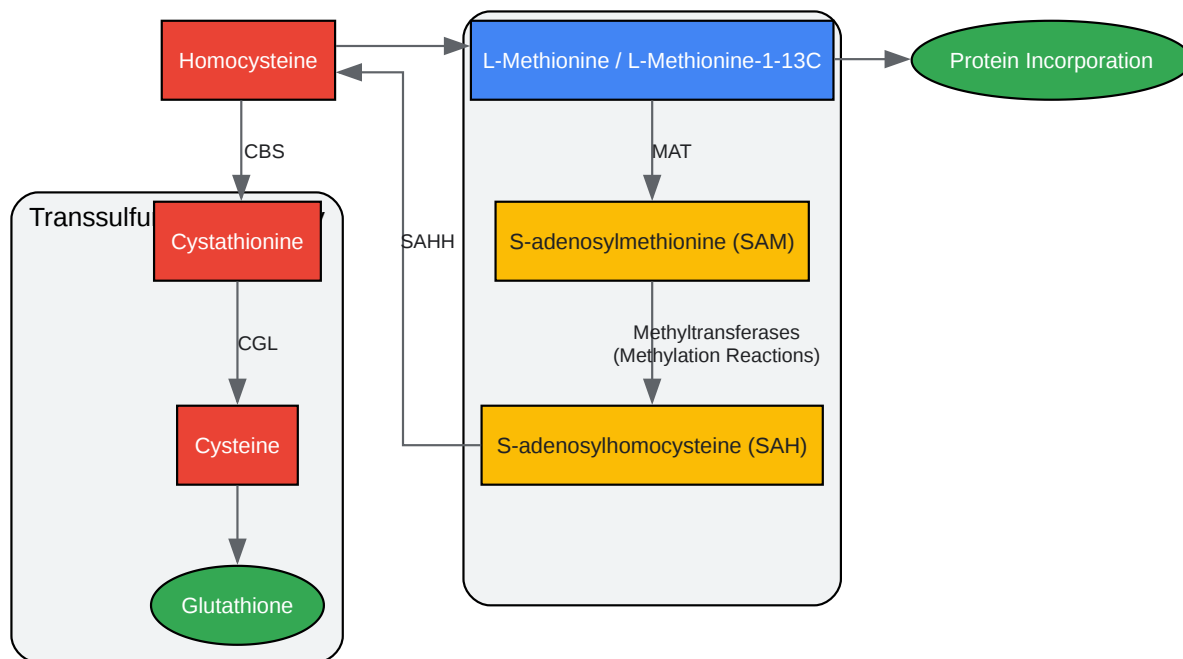 Homocysteine
L-Methionine / L-Methionine-1-13C
Protein Incorporation
CBS
MAT
Cystathionine
SAHH
S-adenosylmethionine (SAM)
CGL
Methyltransferases
(Methylation Reactions)
Cysteine
S-adenosylhomocysteine (SAH)
Glutathione